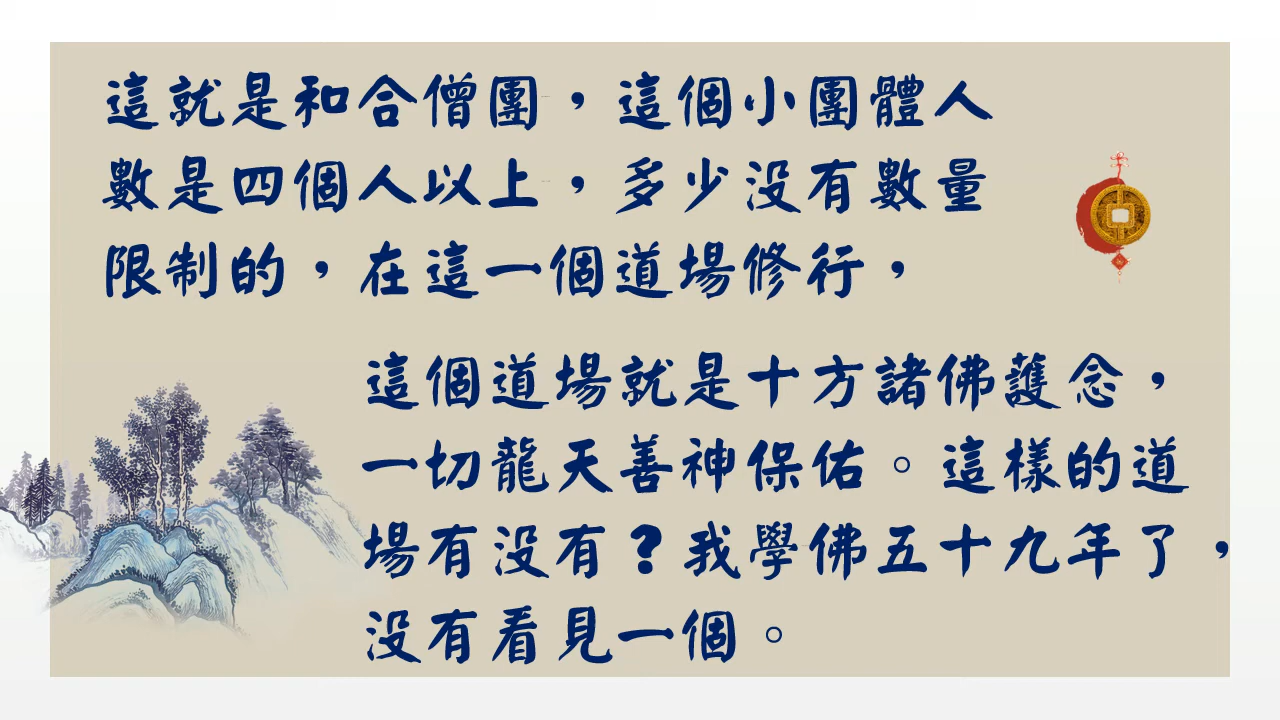 這就是和合僧團，這個小團體人
數是四個人以上，多少没有數量
限制的，在這一個道場修行，
這個道場就是十方諸佛護念，
一切龍天善神保佑。這樣的道
場有没有？我學佛五十九年了，
没有看見一個。